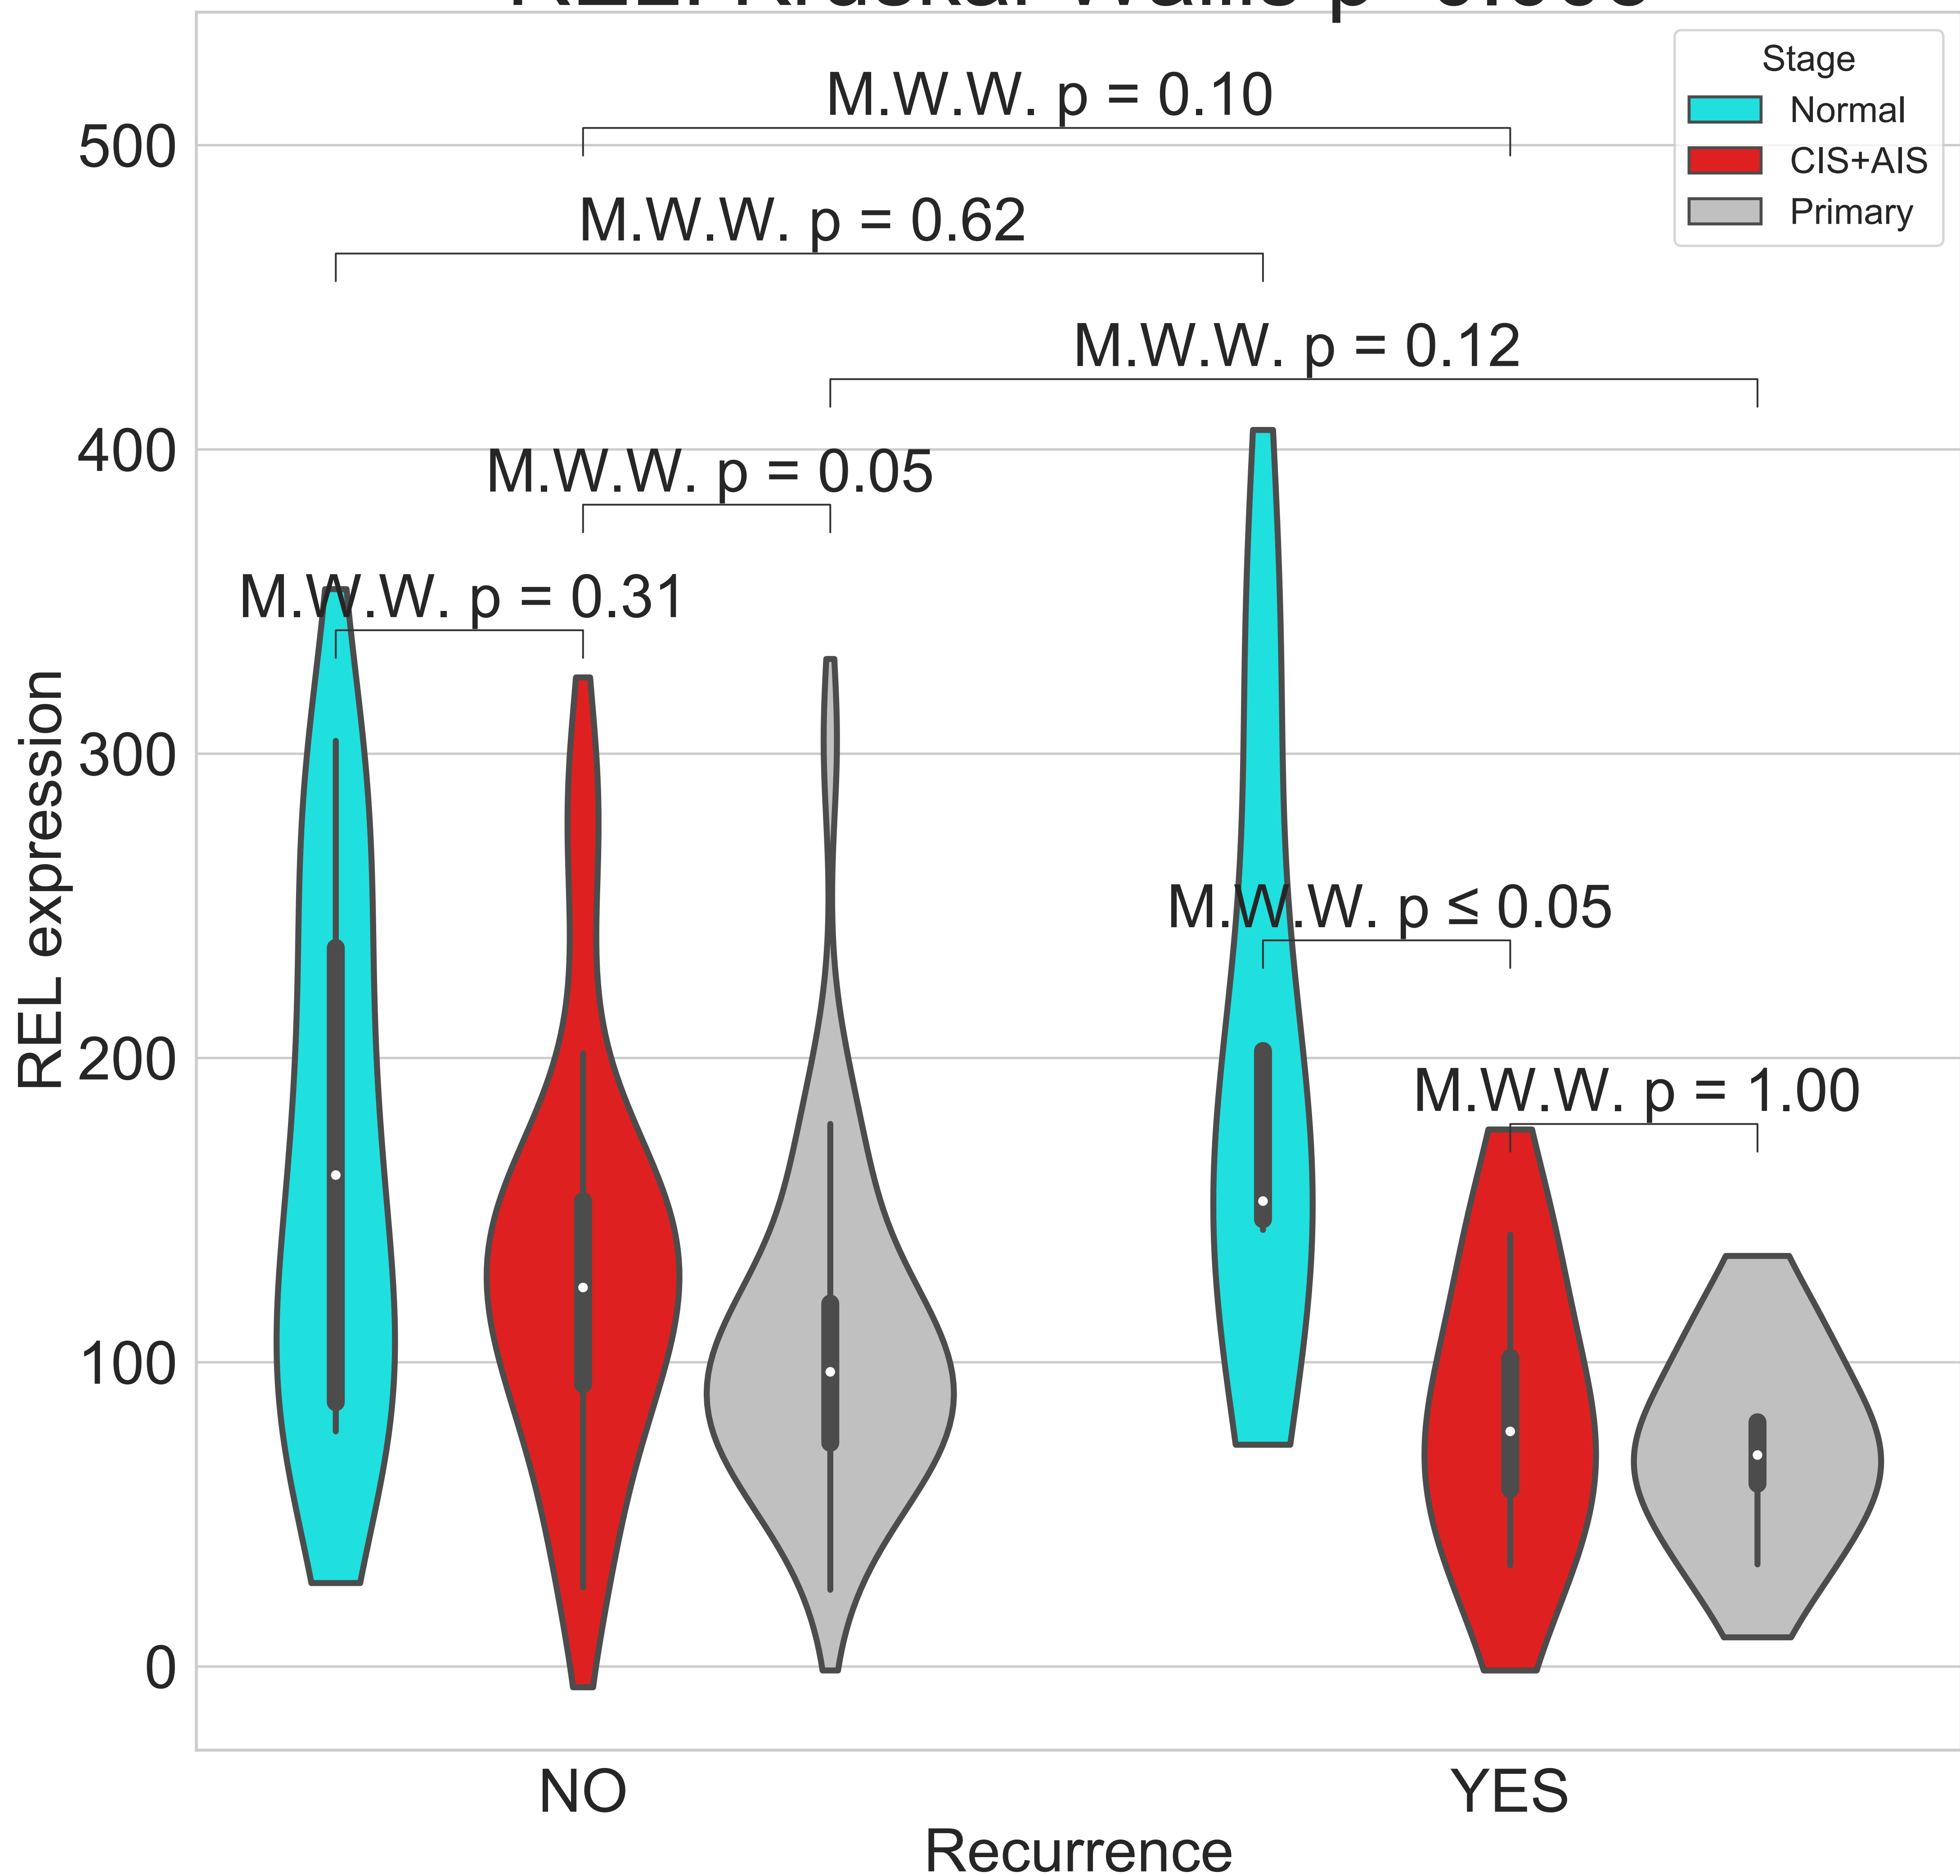 Stage
Normal
CIS+AIS
Primary
M.W.W. p = 0.10
M.W.W. p = 0.62
M.W.W. p = 0.12
M.W.W. p = 0.05
M.W.W. p = 0.31
M.W.W. p ≤ 0.05
M.W.W. p = 1.00
REL expression
500
400
300
200
100
0
NO
YES
Recurrence